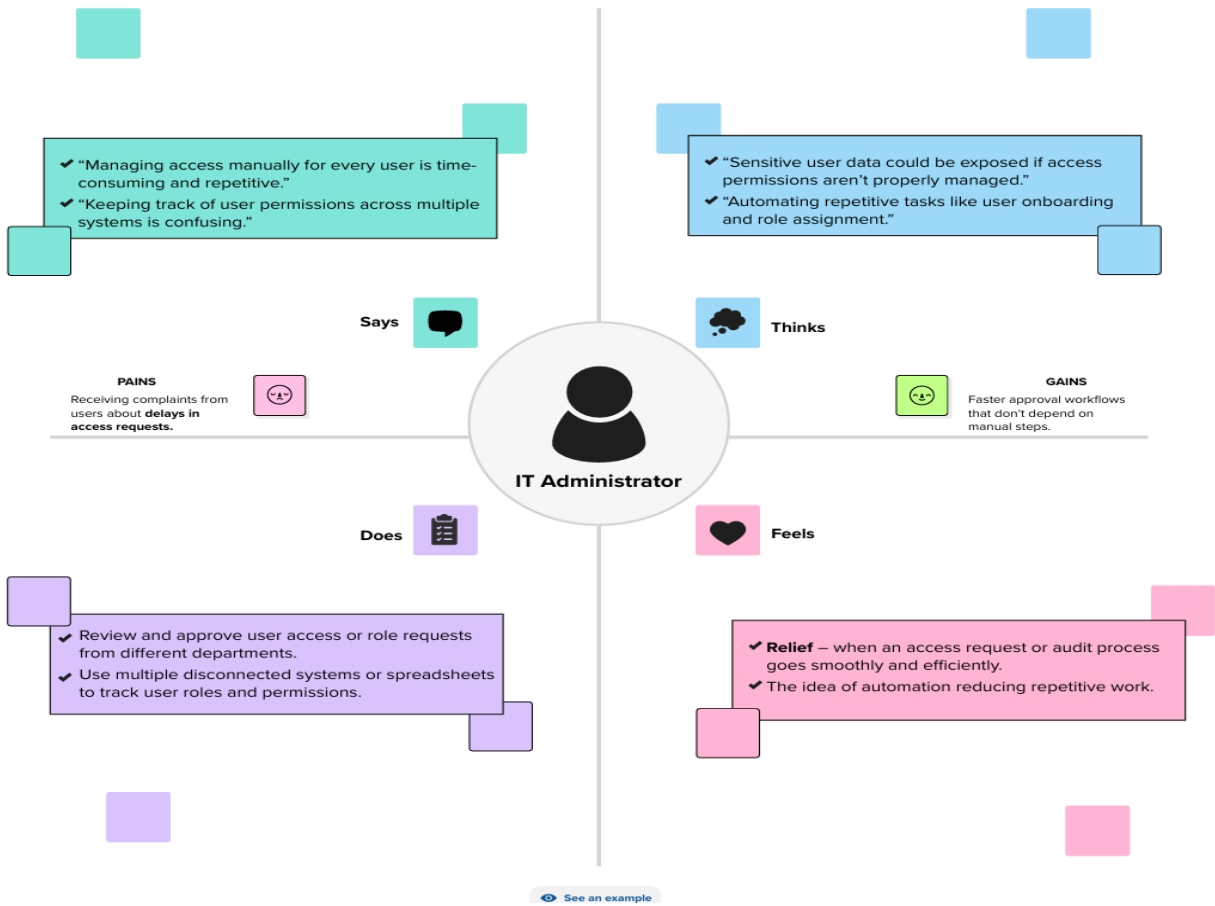 “Managing access manually for every user is time-
consuming and repetitive.”
“Keeping track of user permissions across multiple
systems is confusing.”
“Sensitive user data could be exposed if access
permissions aren’t properly managed.”
“Automating repetitive tasks like user onboarding
and role assignment.”
Says
Thinks
PAINS
Receiving complaints from
users about delays in
access requests.
GAINS
Faster approval workflows
that don’t depend on
manual steps.
IT Administrator
Does
Feels
Review and approve user access or role requests
from different departments.
Use multiple disconnected systems or spreadsheets
to track user roles and permissions.
Relief – when an access request or audit process
goes smoothly and efficiently.
The idea of automation reducing repetitive work.
See an example